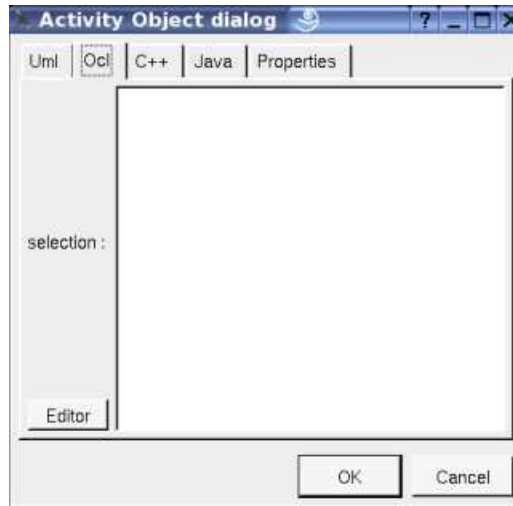 Activity Object dialog ?
Uml Ocl C++ Java Properties
selection :
Editor
OK Cancel